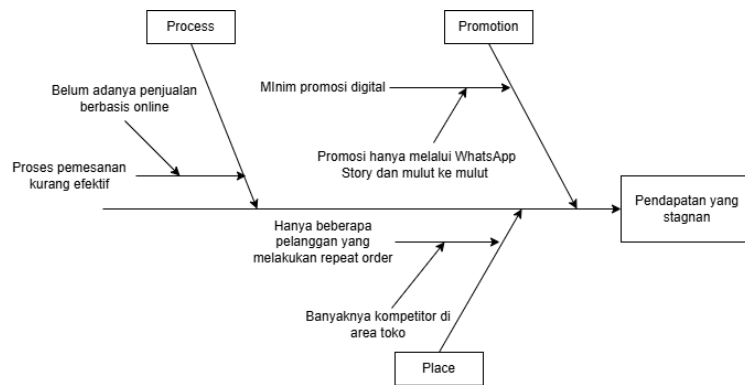 Process
Promotion
Belum adanya penjualan
berbasis online
MInim promosi digital
Promosi hanya melalui WhatsApp
Story dan mulut ke mulut
Proses pemesanan
kurang efektif
Pendapatan yang
stagnan
Hanya beberapa
pelanggan yang
melakukan repeat order
Banyaknya kompetitor di
area toko
Place